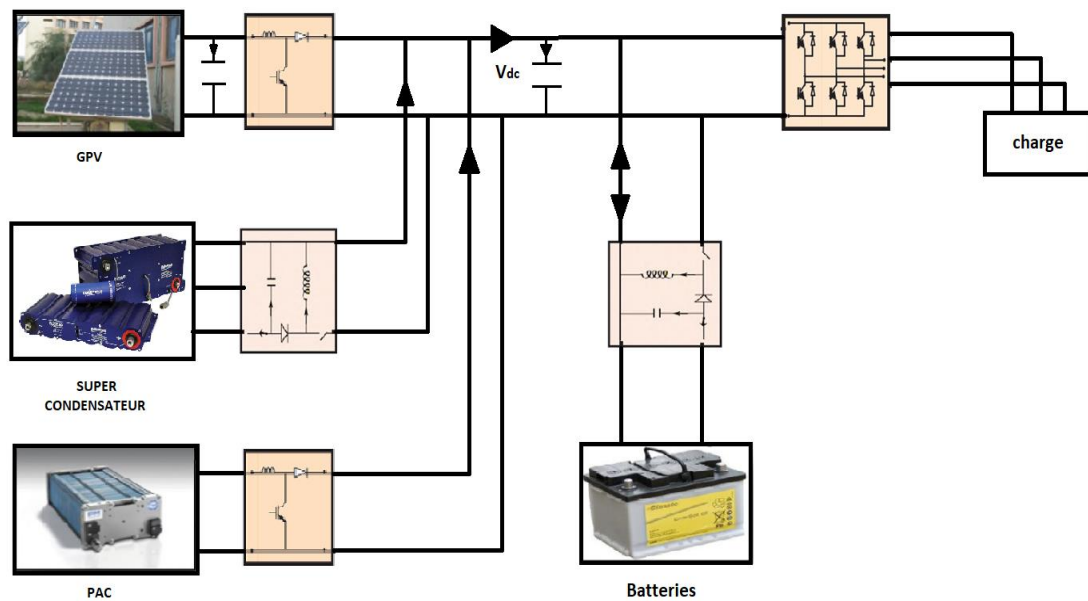 GPV
Vdc
charge
SUPER
CONDENSATEUR
PAC
Batteries